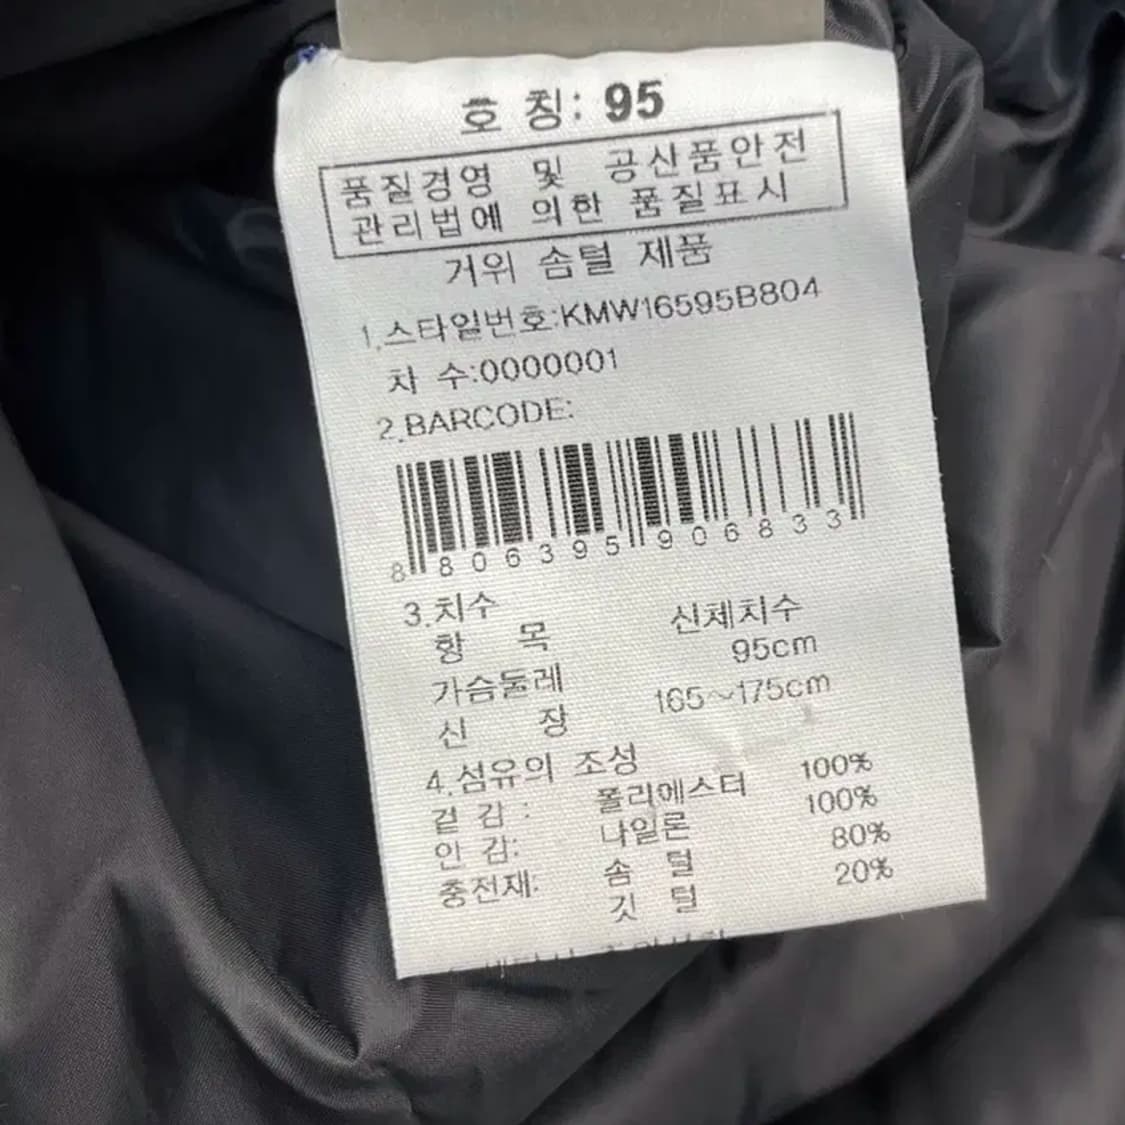 호 칭: 95
품질경영 및 공산품안전
관리법에 의한 품질표시
거위 솜털 제품
1.스타일번호:KMW16595B804
차 수:0000001
2.BARCODE:
8 806395 906833
3.치수
항 목 신체치수
가슴둘레 95cm
신 장 165~175cm
4.섬유의 조성
겉 감: 폴리에스터 100%
안 감: 나일론 100%
충전재: 솜 털 80%
깃 털 20%